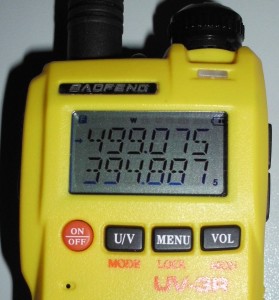 BAOFENG
W
499.075
394.887 5
ON OFF
U/V
MENU
VOL
MODE LOCK
UV-3R